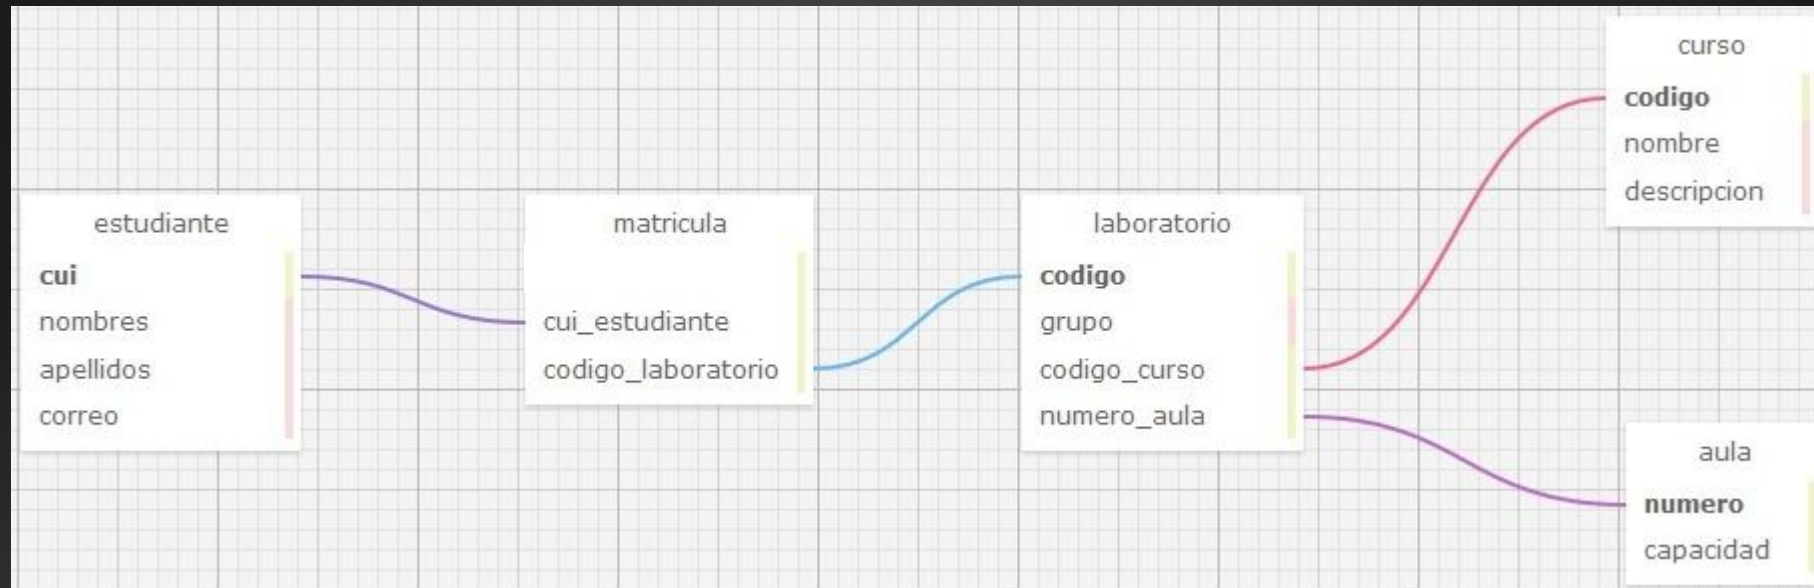 estudiante
cui
nombres
apellidos
correo
matricula
cui_estudiante
codigo_laboratorio
laboratorio
codigo
grupo
codigo_curso
numero_aula
curso
codigo
nombre
descripcion
aula
numero
capacidad